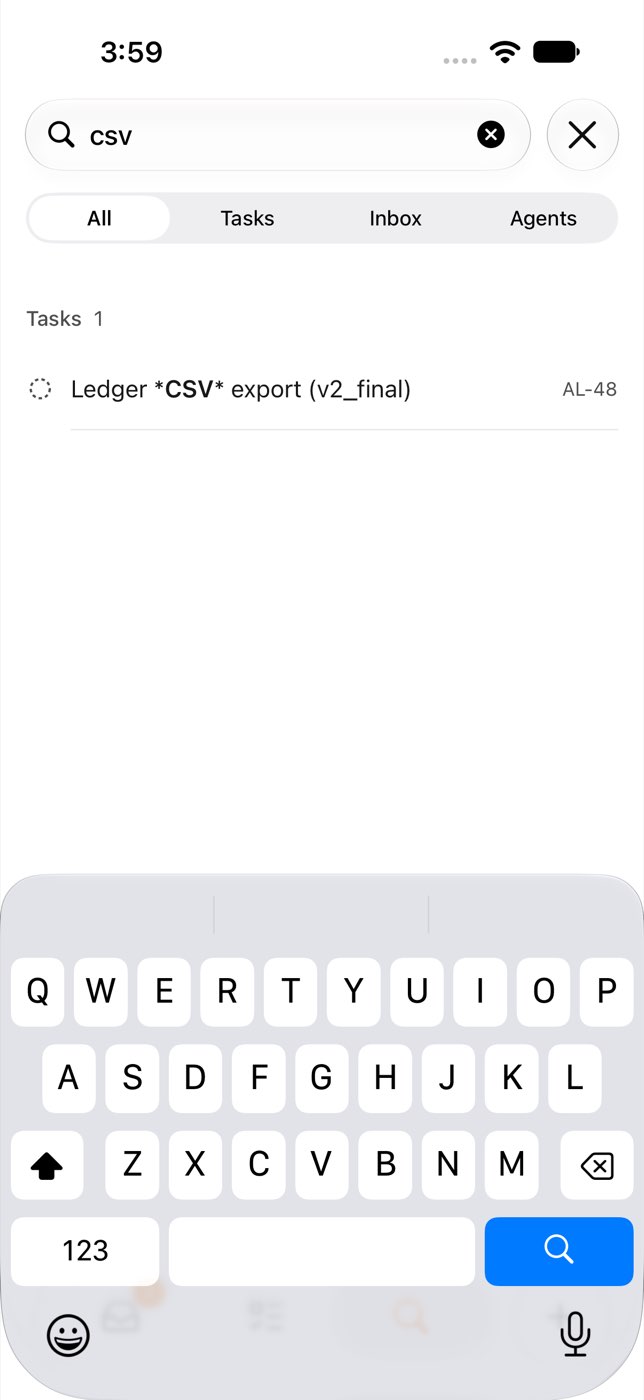 3:59
csv
All Tasks Inbox Agents
Tasks 1
Ledger *CSV* export (v2_final) AL-48
Q W E R T Y U I O P
A S D F G H J K L
Z X C V B N M
123